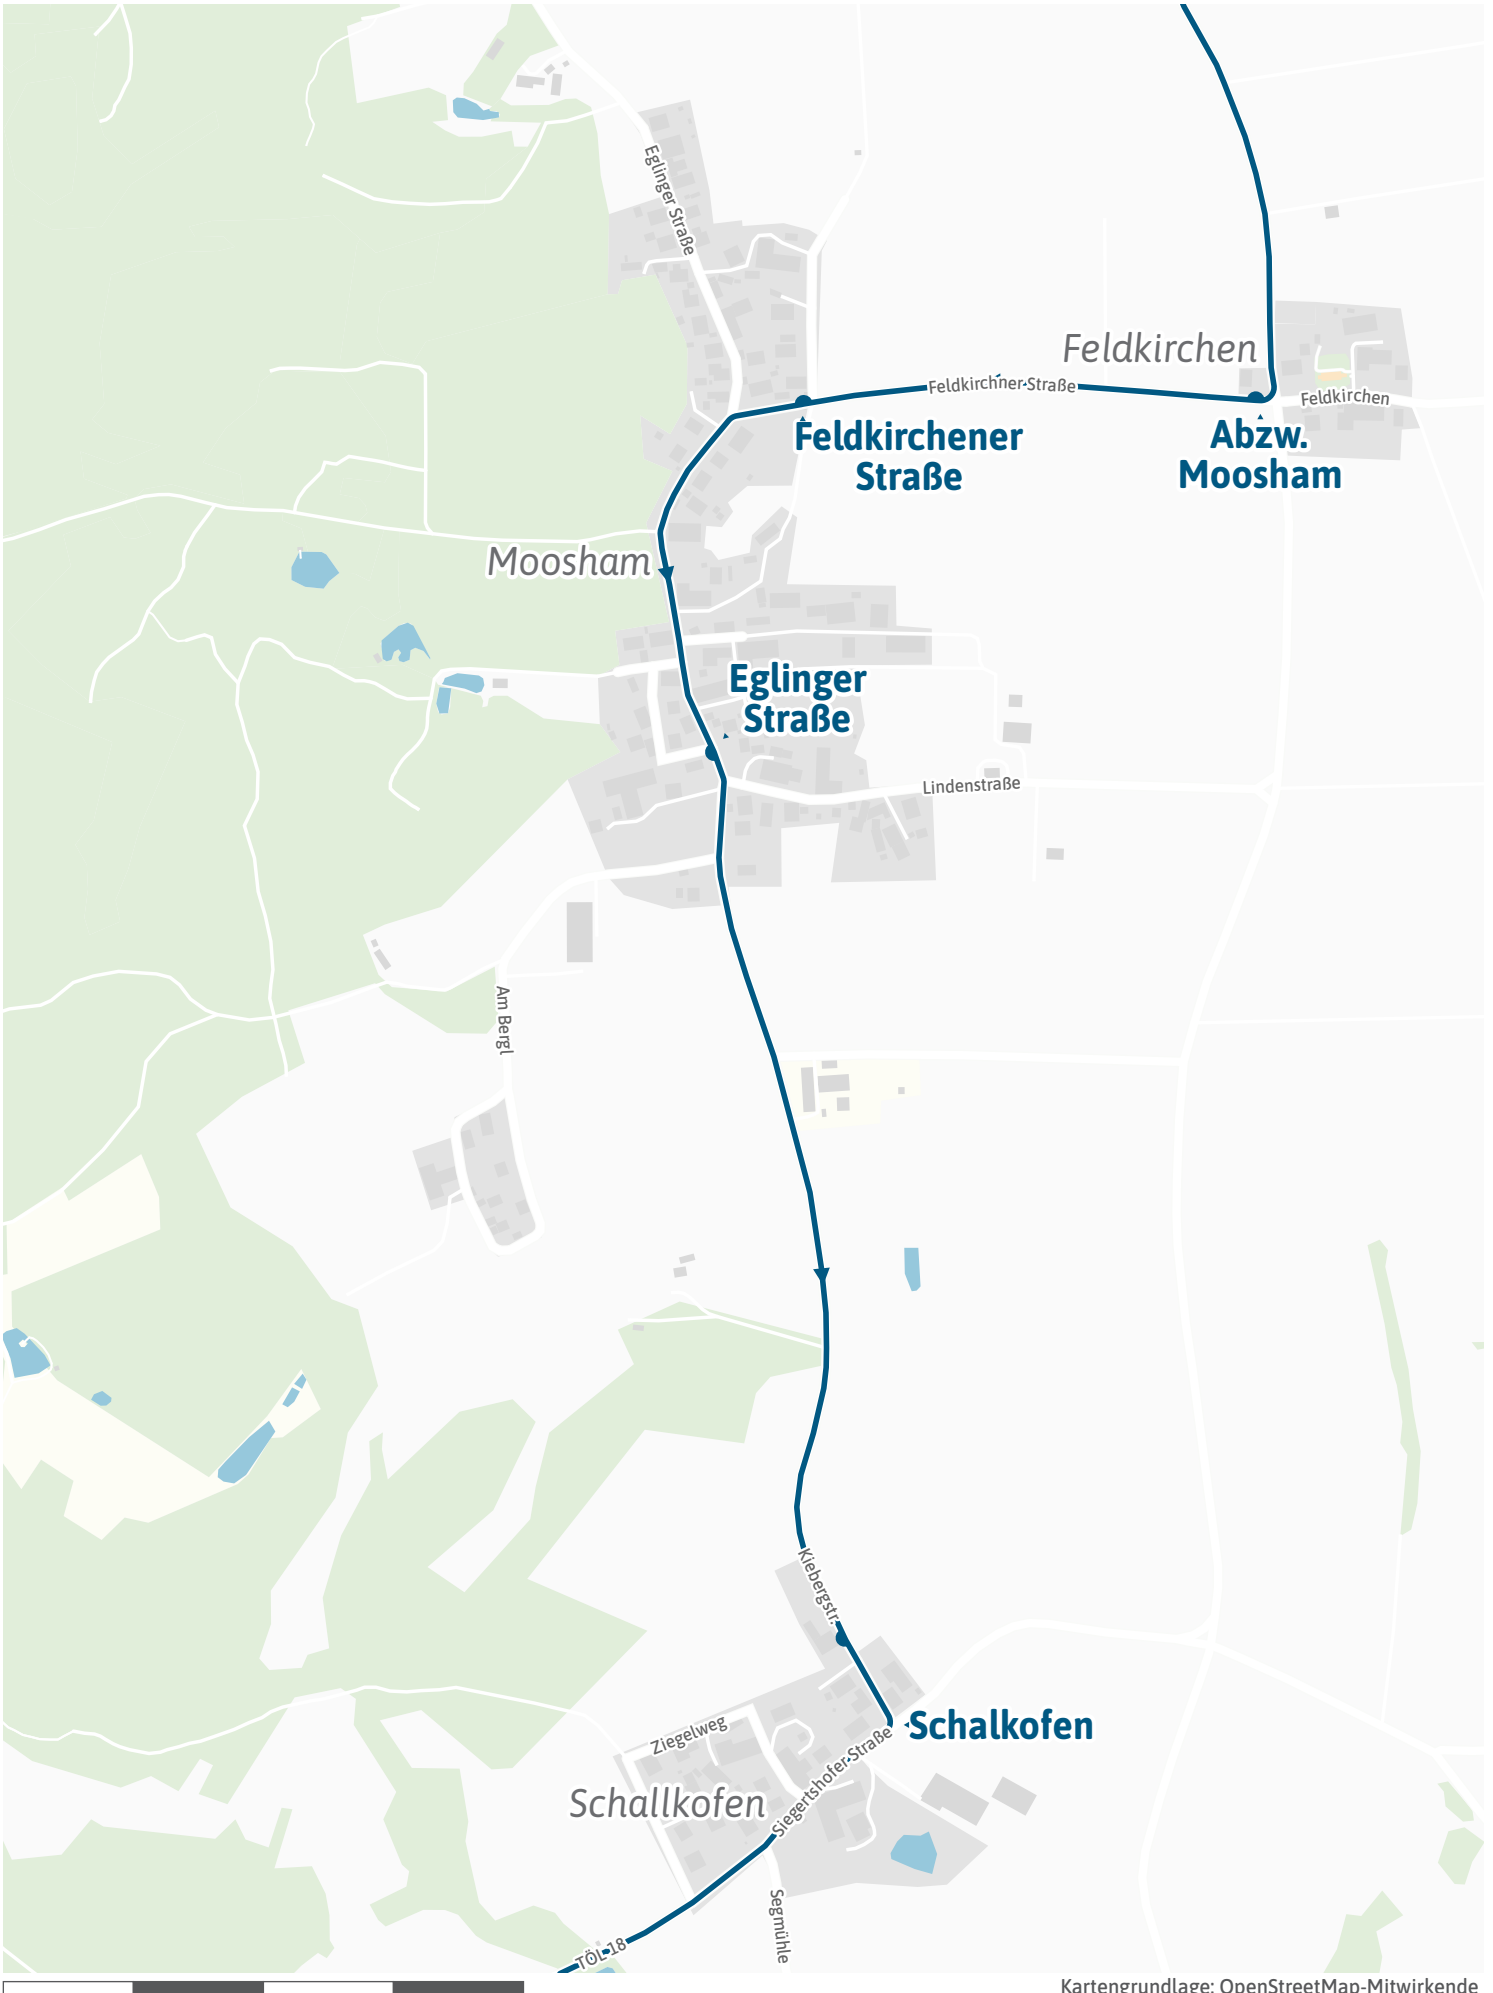 Eglinger Straße
Feldkirchen
Feldkirchner Straße
Feldkirchen
Feldkirchener
Straße
Abzw.
Moosham
Moosham
Eglinger
Straße
Lindenstraße
Am Bergl
Kiebergstr.
Ziegelweg
Schalkofen
Siegertshofer Straße
Schallkofen
Segmühle
TÖL 18
Kartengrundlage: OpenStreetMap-Mitwirkende